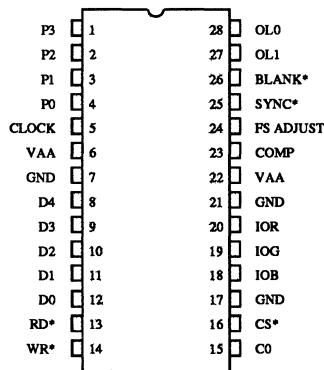 P3 1 28 OL0
P2 2 27 OL1
P1 3 26 BLANK*
P0 4 25 SYNC*
CLOCK 5 24 FS ADJUST
VAA 6 23 COMP
GND 7 22 VAA
D4 8 21 GND
D3 9 20 IOR
D2 10 19 IOG
D1 11 18 IOB
D0 12 17 GND
RD* 13 16 CS*
WR* 14 15 C0